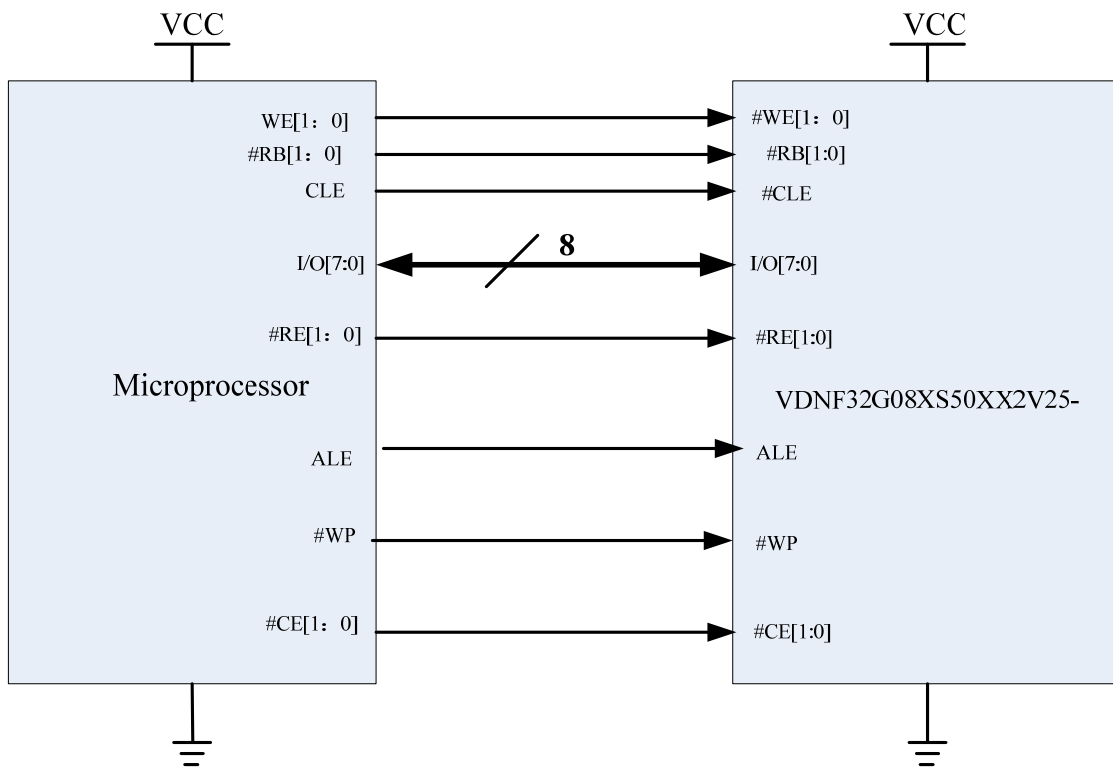 VCC
VCC
WE[1：0]
#WE[1：0]
#RB[1：0]
#RB[1:0]
CLE
#CLE
8
I/O[7:0]
I/O[7:0]
#RE[1：0]
#RE[1:0]
Microprocessor
VDNF32G08XS50XX2V25-
ALE
ALE
#WP
#WP
#CE[1：0]
#CE[1:0]